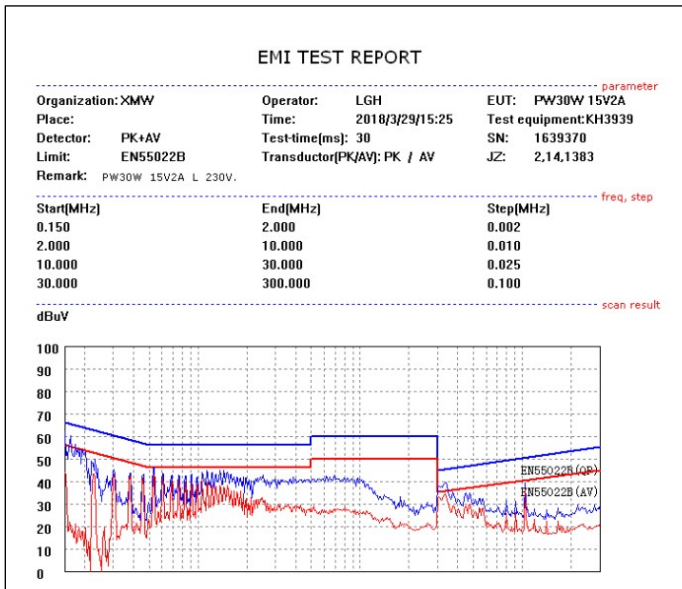 EMI TEST REPORT
parameter
Organization: XMW Operator: LGH EUT: PW30W 15V2A
Place: Time: 2018/3/29/15:25 Test equipment:KH3939
Detector: PK+AV Test-time(ms): 30 SN: 1639370
Limit: EN55022B Transductor(PK/AV): PK / AV JZ: 2,14,1383
Remark: PW30W 15V2A L 230V.
freq, step
Start(MHz) End(MHz) Step(MHz)
0.150 2.000 0.002
2.000 10.000 0.010
10.000 30.000 0.025
30.000 300.000 0.100
scan result
dBuV
100
90
80
70
60
50
EN55022B(QP)
40
EN55022B(AV)
30
20
10
0